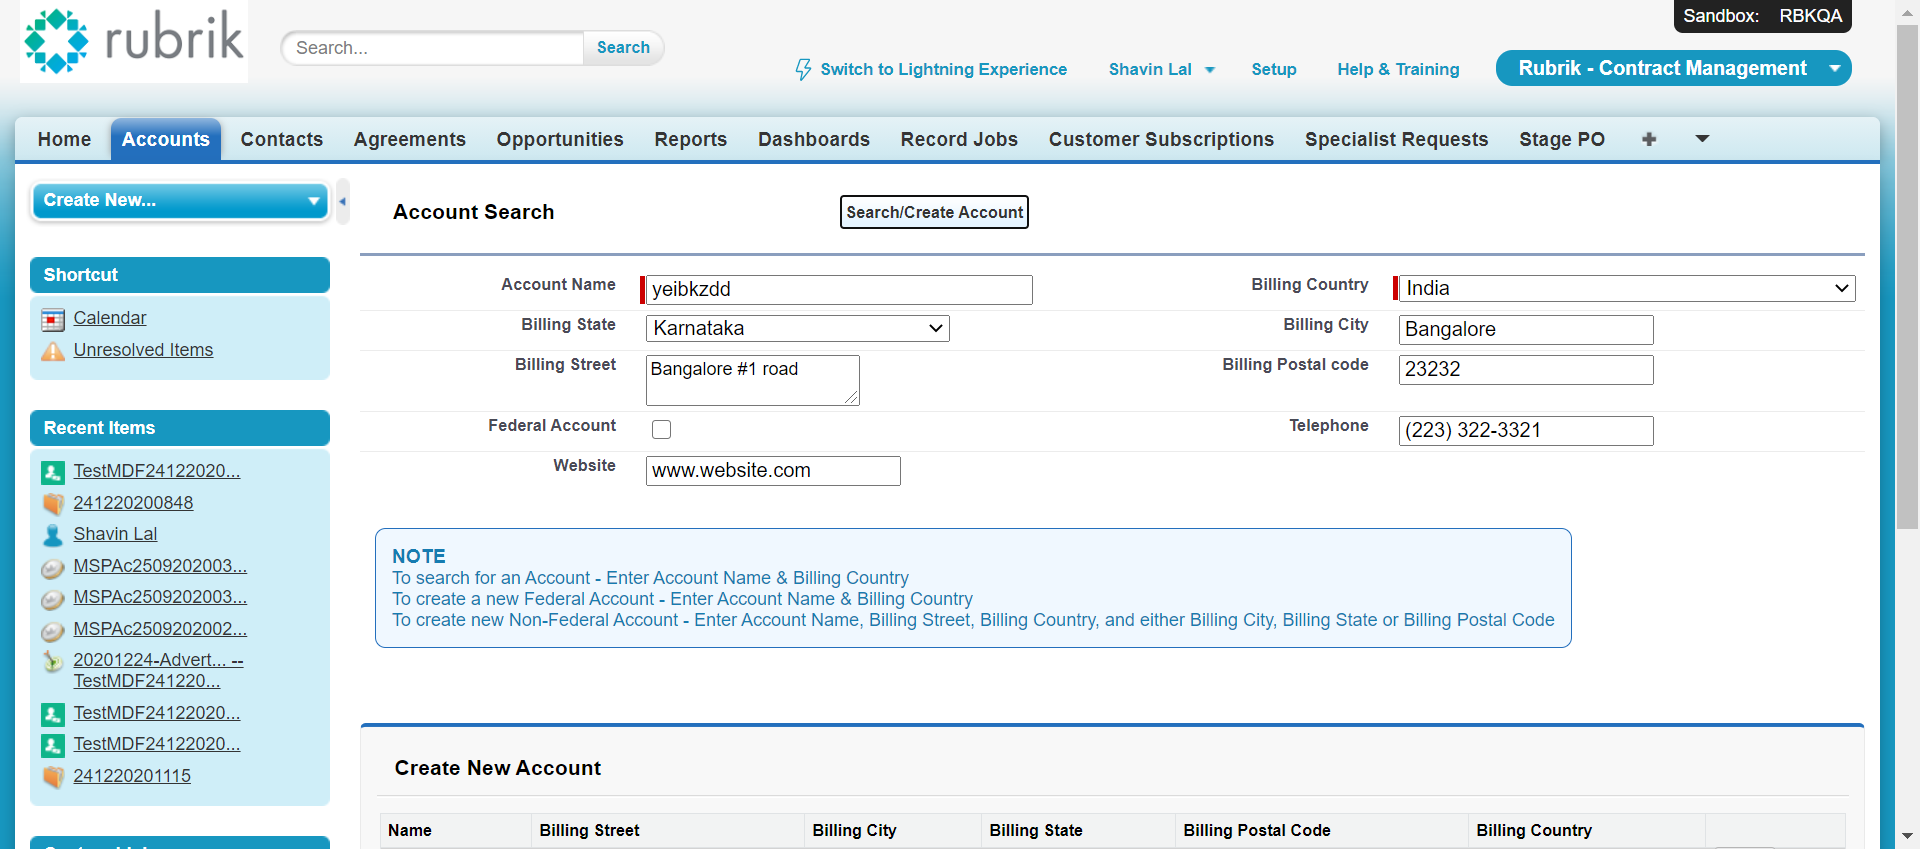 rubrik
Search...
Search
Sandbox: RBKQA
Switch to Lightning Experience
Shavin Lal
Setup
Help & Training
Rubrik - Contract Management
Home
Accounts
Contacts
Agreements
Opportunities
Reports
Dashboards
Record Jobs
Customer Subscriptions
Specialist Requests
Stage PO
Create New...
Shortcut
Calendar
Unresolved Items
Recent Items
TestMDF24122020...
241220200848
Shavin Lal
MSPAc2509202003...
MSPAc2509202003...
MSPAc2509202002...
20201224-Advert... --
TestMDF241220...
TestMDF24122020...
TestMDF24122020...
241220201115
Account Search
Search/Create Account
Account Name yeibkzdd
Billing Country India
Billing State Karnataka
Billing City Bangalore
Billing Street Bangalore #1 road
Billing Postal code 23232
Federal Account
Telephone (223) 322-3321
Website www.website.com
NOTE
To search for an Account - Enter Account Name & Billing Country
To create a new Federal Account - Enter Account Name & Billing Country
To create new Non-Federal Account - Enter Account Name, Billing Street, Billing Country, and either Billing City, Billing State or Billing Postal Code
Create New Account
Name Billing Street Billing City Billing State Billing Postal Code Billing Country